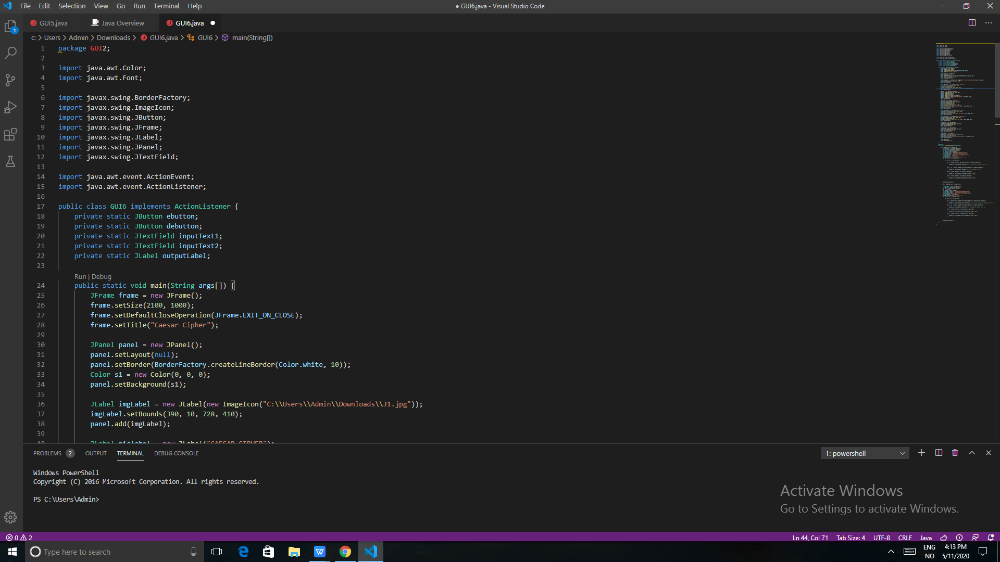 File Edit Selection View Go Run Terminal Help
● GUI6.java - Visual Studio Code
GUI5.java Java Overview GUI6.java ●
c: > Users > Admin > Downloads > GUI6.java > GUI6 > main(String[])
1 package GUI2;
2
3 import java.awt.Color;
4 import java.awt.Font;
5
6 import javax.swing.BorderFactory;
7 import javax.swing.ImageIcon;
8 import javax.swing.JButton;
9 import javax.swing.JFrame;
10 import javax.swing.JLabel;
11 import javax.swing.JPanel;
12 import javax.swing.JTextField;
13
14 import java.awt.event.ActionEvent;
15 import java.awt.event.ActionListener;
16
17 public class GUI6 implements ActionListener {
18 private static JButton ebutton;
19 private static JButton debutton;
20 private static JTextField inputText1;
21 private static JTextField inputText2;
22 private static JLabel outputLabel;
23
Run | Debug
24 public static void main(String args[]) {
25 JFrame frame = new JFrame();
26 frame.setSize(2100, 1000);
27 frame.setDefaultCloseOperation(JFrame.EXIT_ON_CLOSE);
28 frame.setTitle("Caesar Cipher");
29
30 JPanel panel = new JPanel();
31 panel.setLayout(null);
32 panel.setBorder(BorderFactory.createLineBorder(Color.white, 10));
33 Color s1 = new Color(0, 0, 0);
34 panel.setBackground(s1);
35
36 JLabel imgLabel = new JLabel(new ImageIcon("C:\\Users\\Admin\\Downloads\\J1.jpg"));
37 imgLabel.setBounds(390, 10, 728, 410);
38 panel.add(imgLabel);
39
40 JLabel piclabel = new JLabel("CAESAR CIPHER");
PROBLEMS 2 OUTPUT TERMINAL DEBUG CONSOLE
1: powershell
Windows PowerShell
Copyright (C) 2016 Microsoft Corporation. All rights reserved.
PS C:\Users\Admin>
Activate Windows
Go to Settings to activate Windows.
0 2
Ln 44, Col 71 Tab Size: 4 UTF-8 CRLF Java
Type here to search
ENG
NO
4:13 PM
5/11/2020